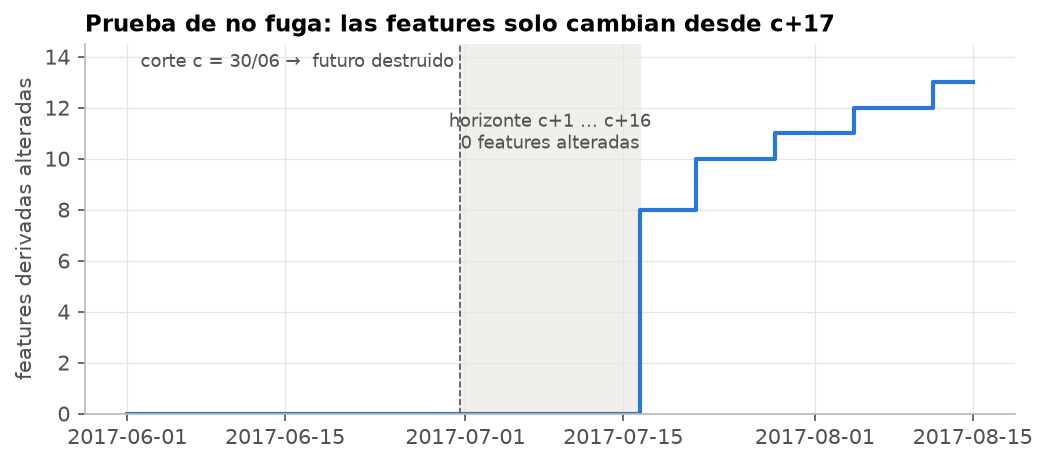 Prueba de no fuga: las features solo cambian desde c+17
corte c = 30/06 → futuro destruido
horizonte c+1 ... c+16
0 features alteradas
features derivadas alteradas
14
12
10
8
6
4
2
0
2017-06-01 2017-06-15 2017-07-01 2017-07-15 2017-08-01 2017-08-15